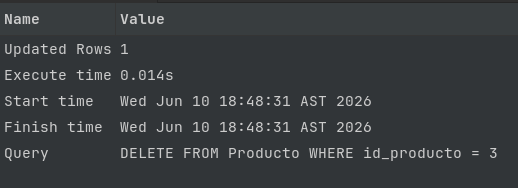 Name Value
Updated Rows 1
Execute time 0.014s
Start time Wed Jun 10 18:48:31 AST 2026
Finish time Wed Jun 10 18:48:31 AST 2026
Query DELETE FROM Producto WHERE id_producto = 3